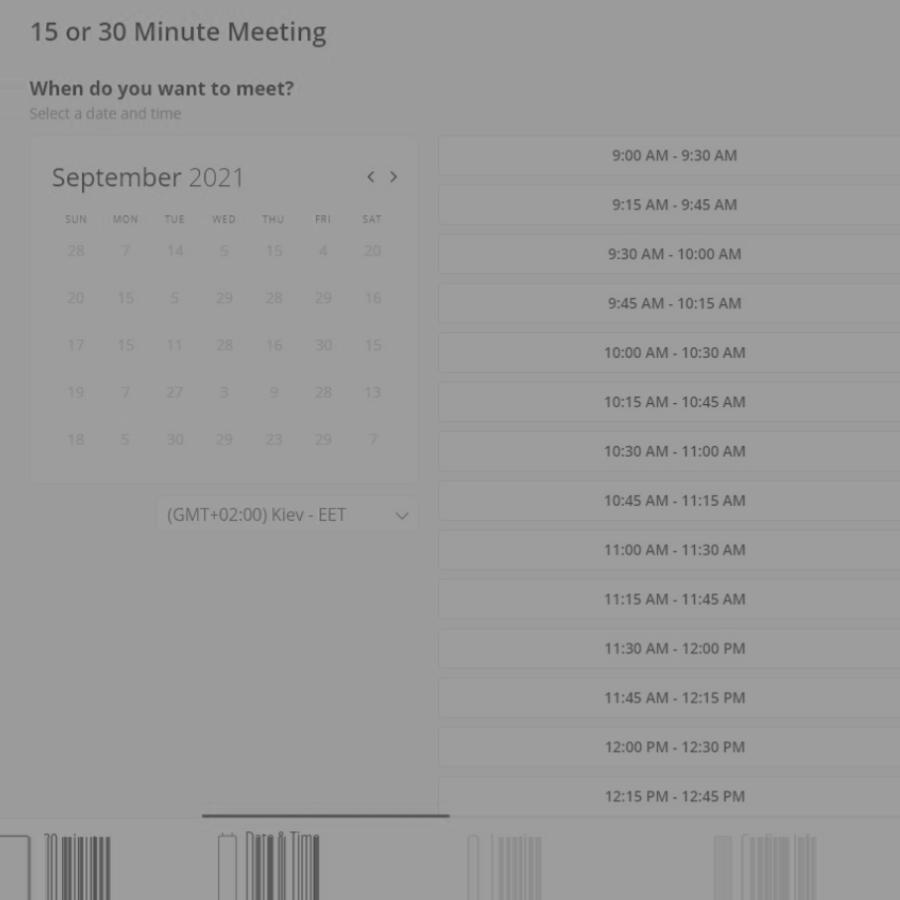 15 or 30 Minute Meeting
When do you want to meet?
Select a date and time
September 2021
SUN MON TUE WED THU FRI SAT
28 7 14 5 15 4 20
20 15 5 29 28 29 16
17 15 11 28 16 30 15
19 7 27 3 9 28 13
18 5 30 29 23 29 7
(GMT+02:00) Kiev - EET
9:00 AM - 9:30 AM
9:15 AM - 9:45 AM
9:30 AM - 10:00 AM
9:45 AM - 10:15 AM
10:00 AM - 10:30 AM
10:15 AM - 10:45 AM
10:30 AM - 11:00 AM
10:45 AM - 11:15 AM
11:00 AM - 11:30 AM
11:15 AM - 11:45 AM
11:30 AM - 12:00 PM
11:45 AM - 12:15 PM
12:00 PM - 12:30 PM
12:15 PM - 12:45 PM
Date & Time